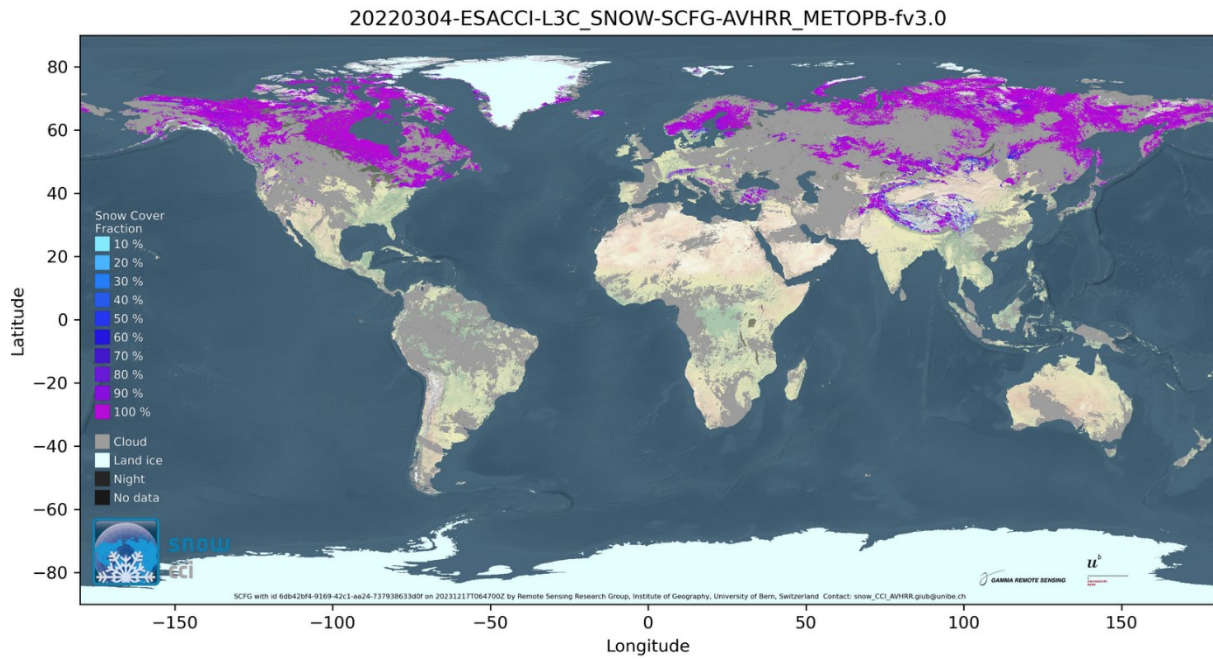 20220304-ESACCI-L3C_SNOW-SCFG-AVHRR_METOPB-fv3.0
80
60
40
20
0
−20
−40
−60
−80
Latitude
Snow Cover
Fraction
10 %
20 %
30 %
40 %
50 %
60 %
70 %
80 %
90 %
100 %
Cloud
Land ice
Night
No data
snow
cci
GAMMA REMOTE SENSING
u^b
SCFG with id 6db42bf4-9169-42c1-aa24-737938633d0f on 20231217T064700Z by Remote Sensing Research Group, Institute of Geography, University of Bern, Switzerland Contact: snow_CCI_AVHRR.giub@unibe.ch
−150
−100
−50
0
50
100
150
Longitude